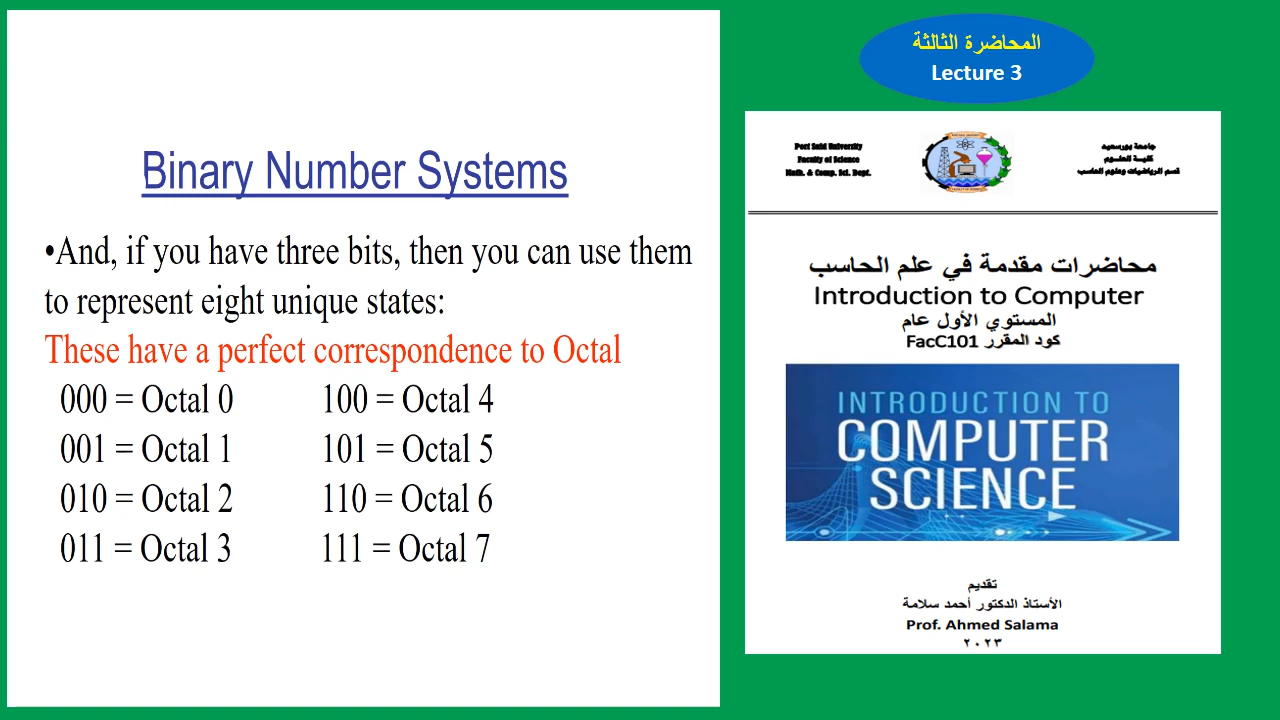 Binary Number Systems
•And, if you have three bits, then you can use them
to represent eight unique states:
These have a perfect correspondence to Octal
000 = Octal 0 100 = Octal 4
001 = Octal 1 101 = Octal 5
010 = Octal 2 110 = Octal 6
011 = Octal 3 111 = Octal 7
المحاضرة الثالثة
Lecture 3
Port Said University
Faculty of Science
Math. & Comp. Sci. Dept.
جامعة بورسعيد
كلية العلوم
قسم الرياضيات وعلوم الحاسب
محاضرات مقدمة في علم الحاسب
Introduction to Computer
المستوي الأول عام
كود المقرر FacC101
INTRODUCTION TO
COMPUTER
SCIENCE
تقديم
الأستاذ الدكتور أحمد سلامة
Prof. Ahmed Salama
٢٠٢٣